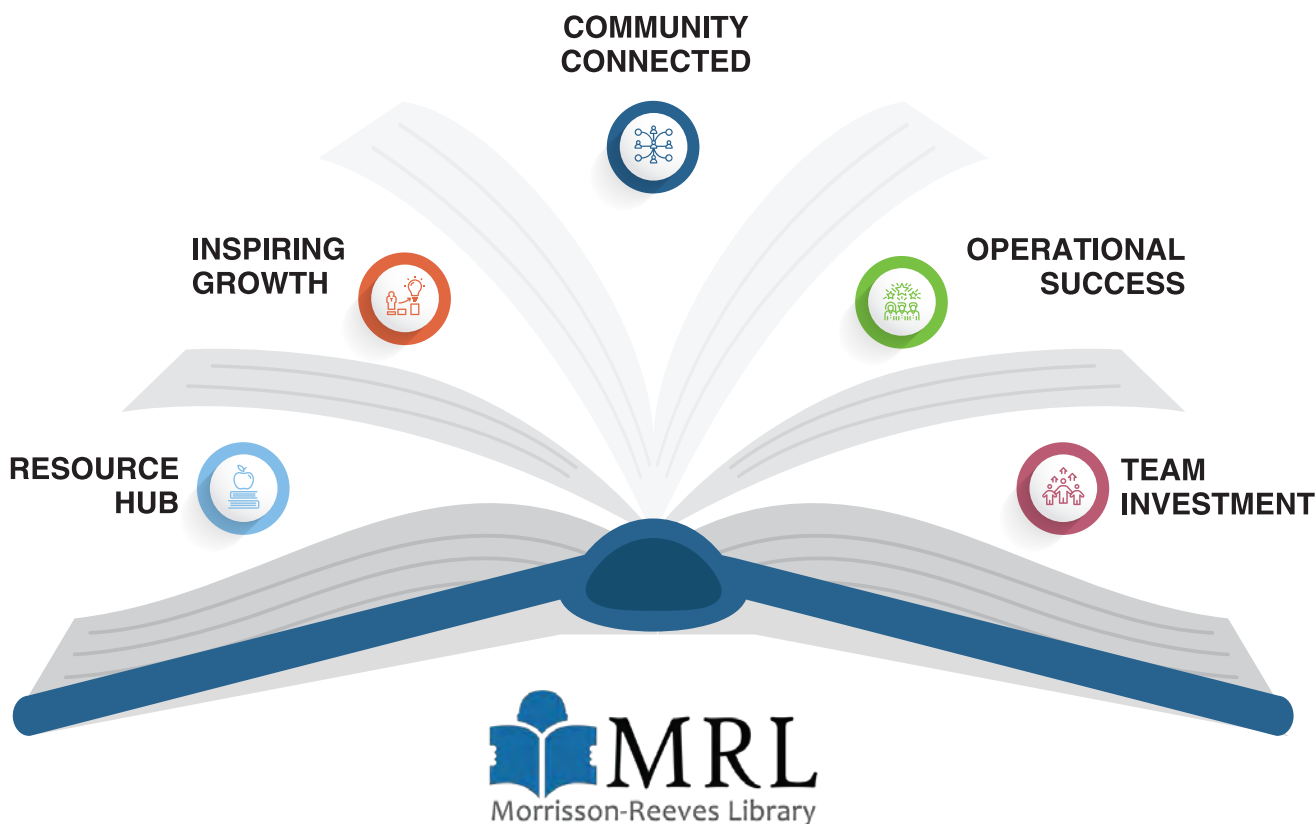 COMMUNITY
CONNECTED
INSPIRING
GROWTH
OPERATIONAL
SUCCESS
RESOURCE
HUB
TEAM
INVESTMENT
MRL
Morrisson-Reeves Library